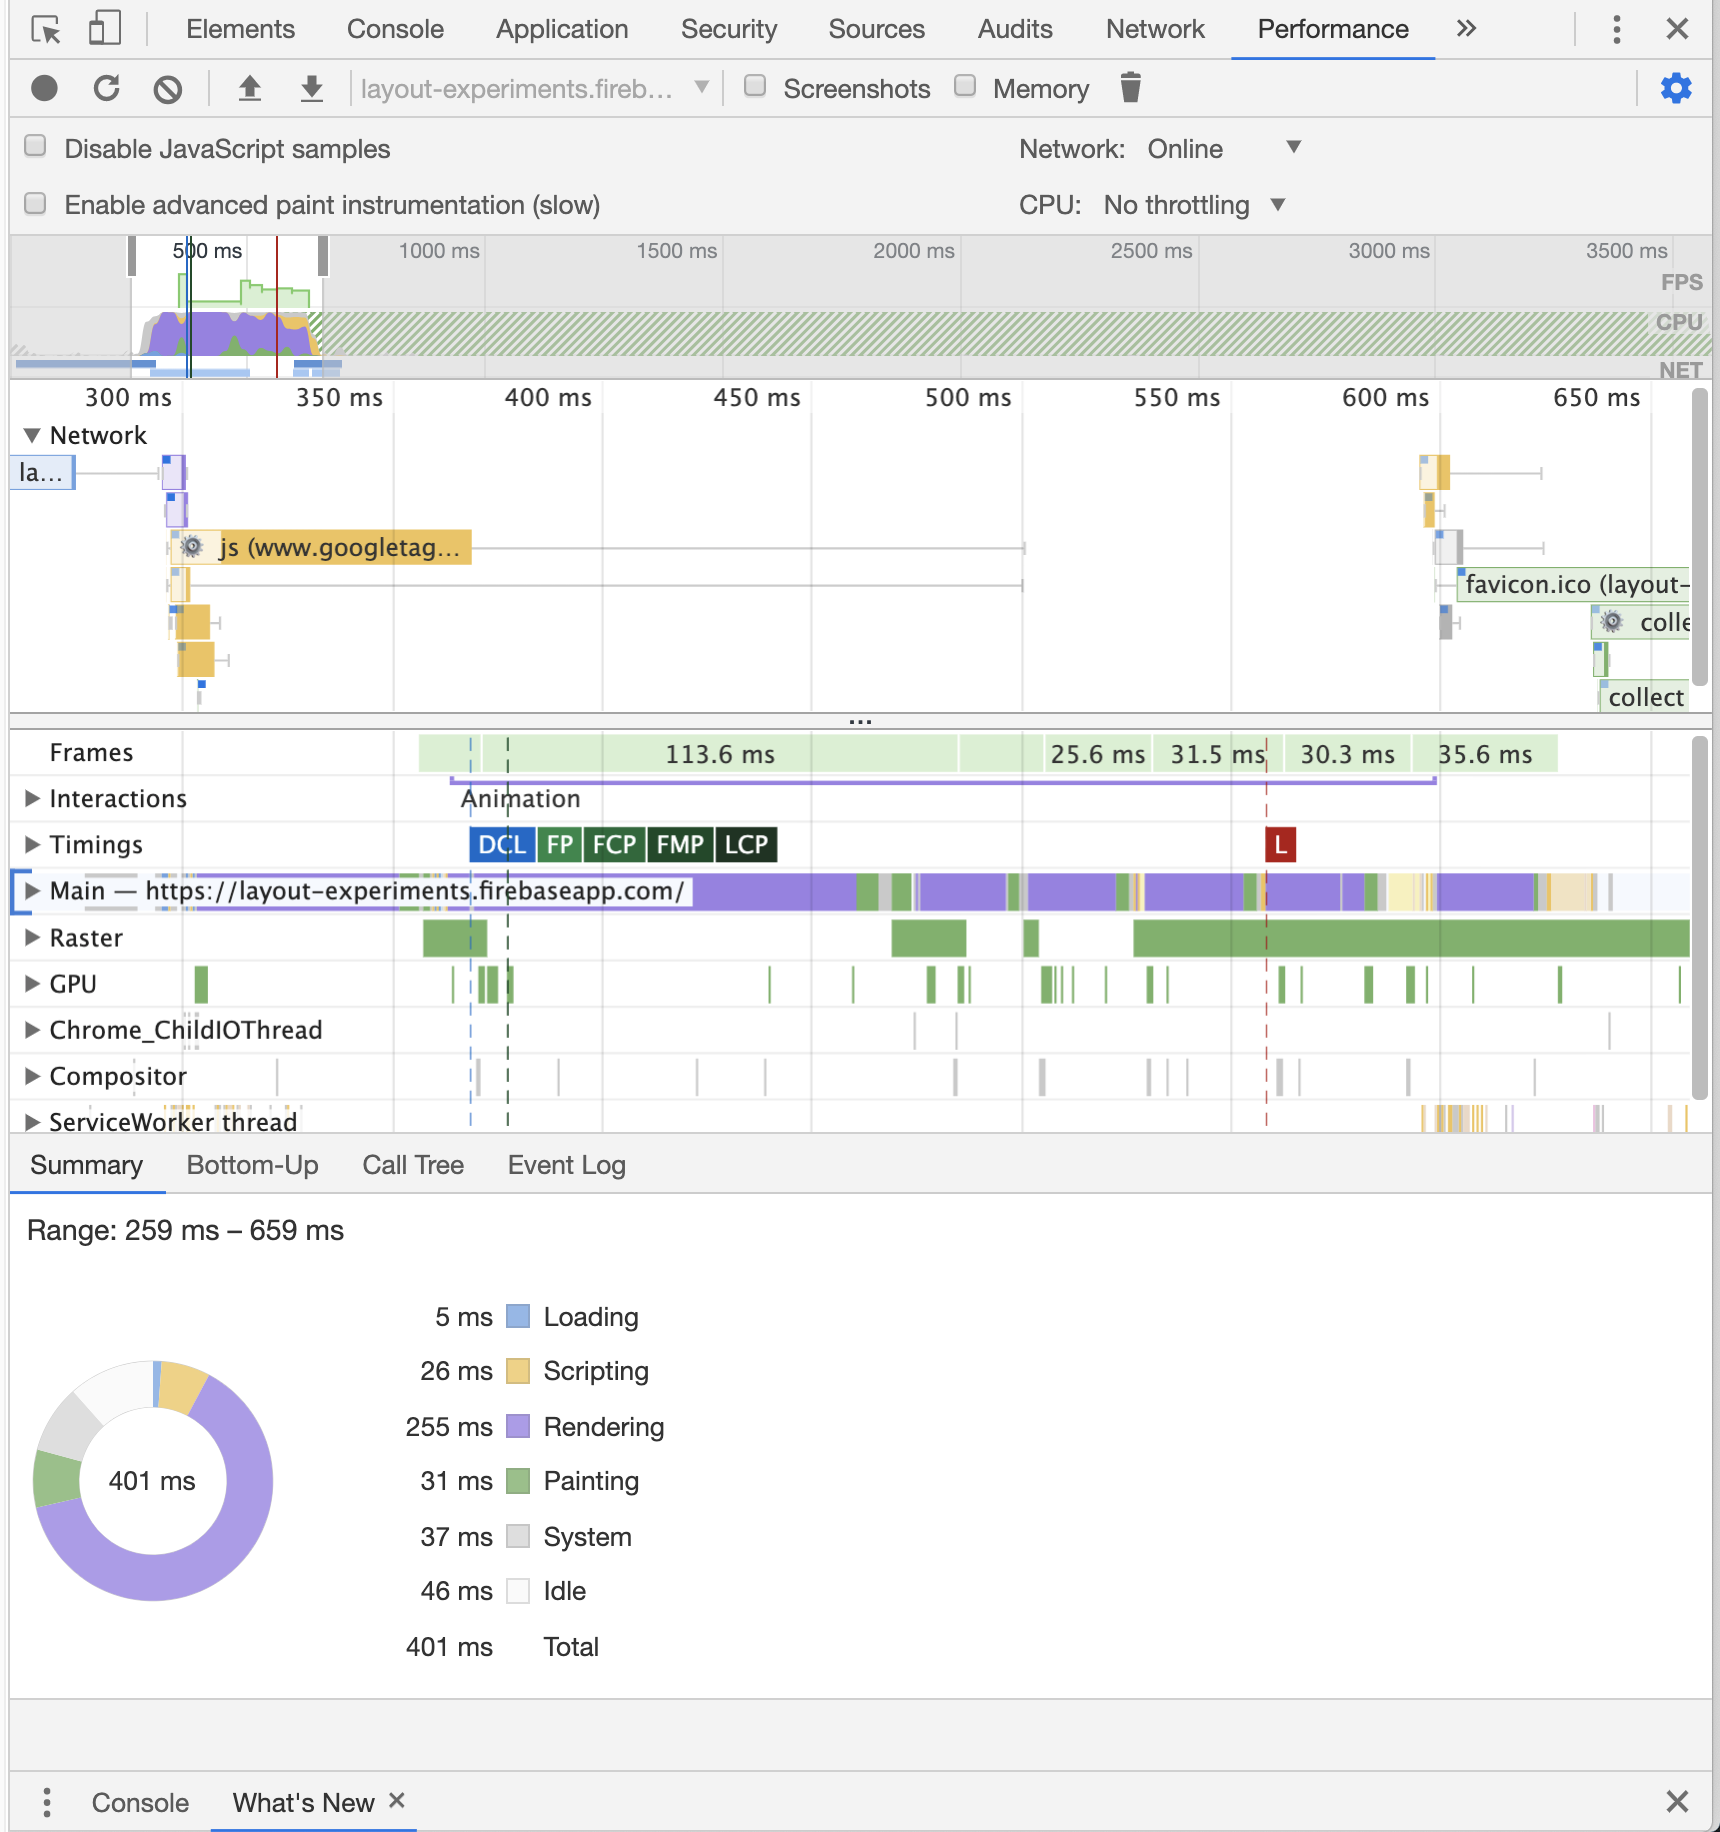 Elements Console Application Security Sources Audits Network Performance
layout-experiments.fireb... Screenshots Memory
Disable JavaScript samples Network: Online
Enable advanced paint instrumentation (slow) CPU: No throttling
500 ms 1000 ms 1500 ms 2000 ms 2500 ms 3000 ms 3500 ms
FPS
CPU
NET
300 ms 350 ms 400 ms 450 ms 500 ms 550 ms 600 ms 650 ms
Network
la...
js (www.googletag...
favicon.ico (layout-
colle
collect
...
Frames 113.6 ms 25.6 ms 31.5 ms 30.3 ms 35.6 ms
Interactions Animation
Timings DCL FP FCP FMP LCP L
Main — https://layout-experiments.firebaseapp.com/
Raster
GPU
Chrome_ChildIOThread
Compositor
ServiceWorker thread
Summary Bottom-Up Call Tree Event Log
Range: 259 ms – 659 ms
5 ms Loading
26 ms Scripting
255 ms Rendering
31 ms Painting
401 ms
37 ms System
46 ms Idle
401 ms Total
Console What's New